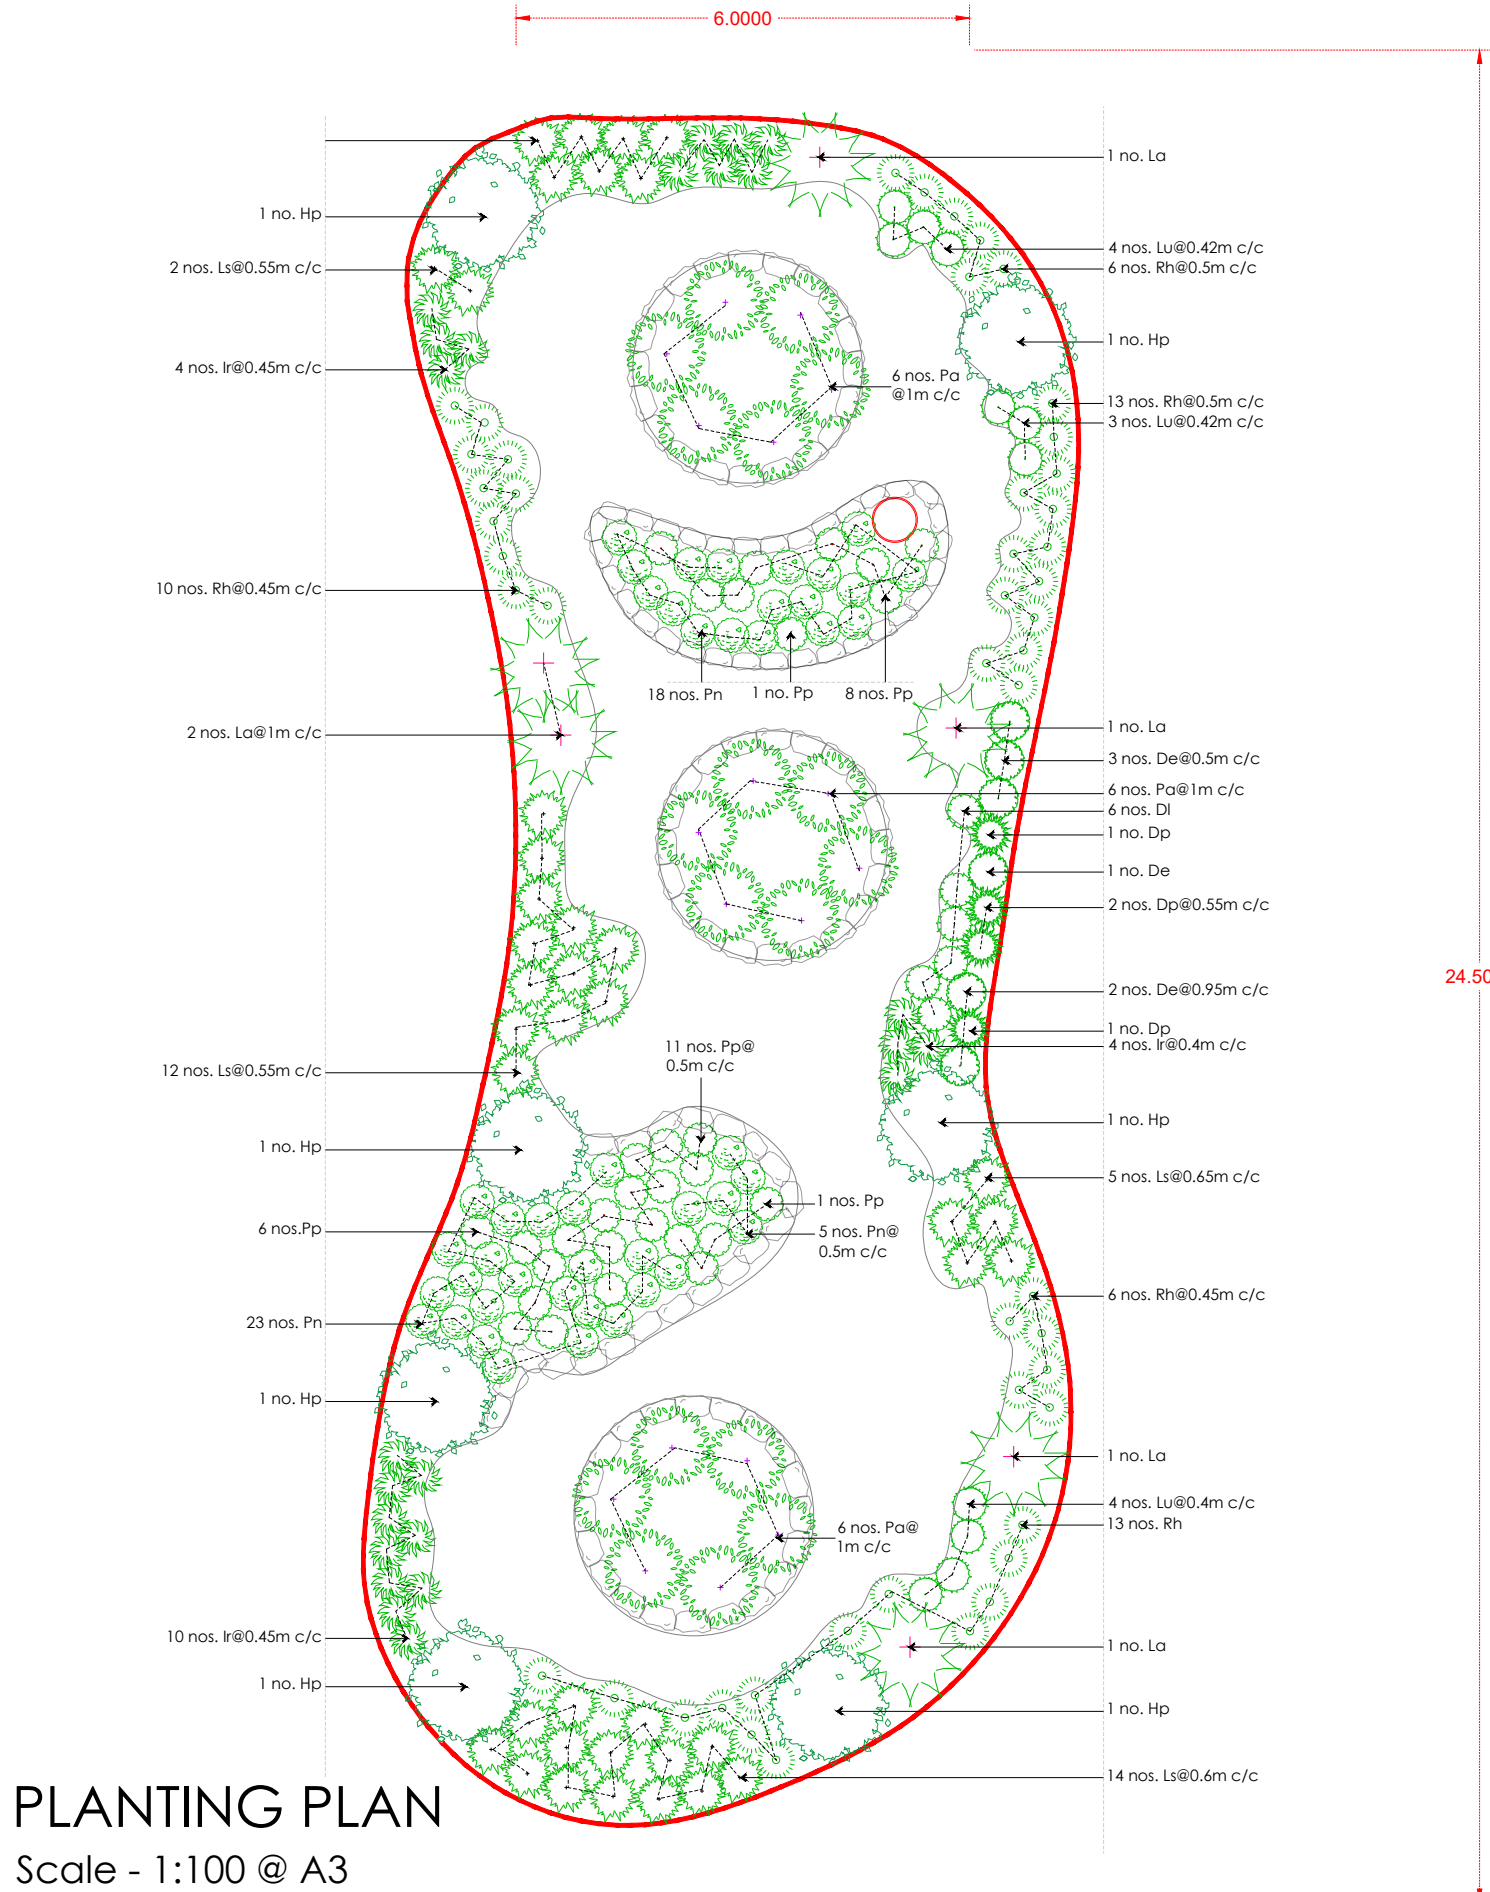 6.0000
1 no. La
1 no. Hp
2 nos. Ls@0.55m c/c
4 nos. Lu@0.42m c/c
6 nos. Rh@0.5m c/c
1 no. Hp
4 nos. Ir@0.45m c/c
6 nos. Pa
@1m c/c
13 nos. Rh@0.5m c/c
3 nos. Lu@0.42m c/c
10 nos. Rh@0.45m c/c
18 nos. Pn
1 no. Pp
8 nos. Pp
2 nos. La@1m c/c
1 no. La
3 nos. De@0.5m c/c
6 nos. Pa@1m c/c
6 nos. Dl
1 no. Dp
1 no. De
2 nos. Dp@0.55m c/c
24.50
2 nos. De@0.95m c/c
1 no. Dp
4 nos. Ir@0.4m c/c
11 nos. Pp@
0.5m c/c
12 nos. Ls@0.55m c/c
1 no. Hp
1 no. Hp
5 nos. Ls@0.65m c/c
1 nos. Pp
6 nos.Pp
5 nos. Pn@
0.5m c/c
6 nos. Rh@0.45m c/c
23 nos. Pn
1 no. Hp
1 no. La
4 nos. Lu@0.4m c/c
13 nos. Rh
6 nos. Pa@
1m c/c
10 nos. Ir@0.45m c/c
1 no. La
1 no. Hp
1 no. Hp
14 nos. Ls@0.6m c/c
PLANTING PLAN
Scale - 1:100 @ A3